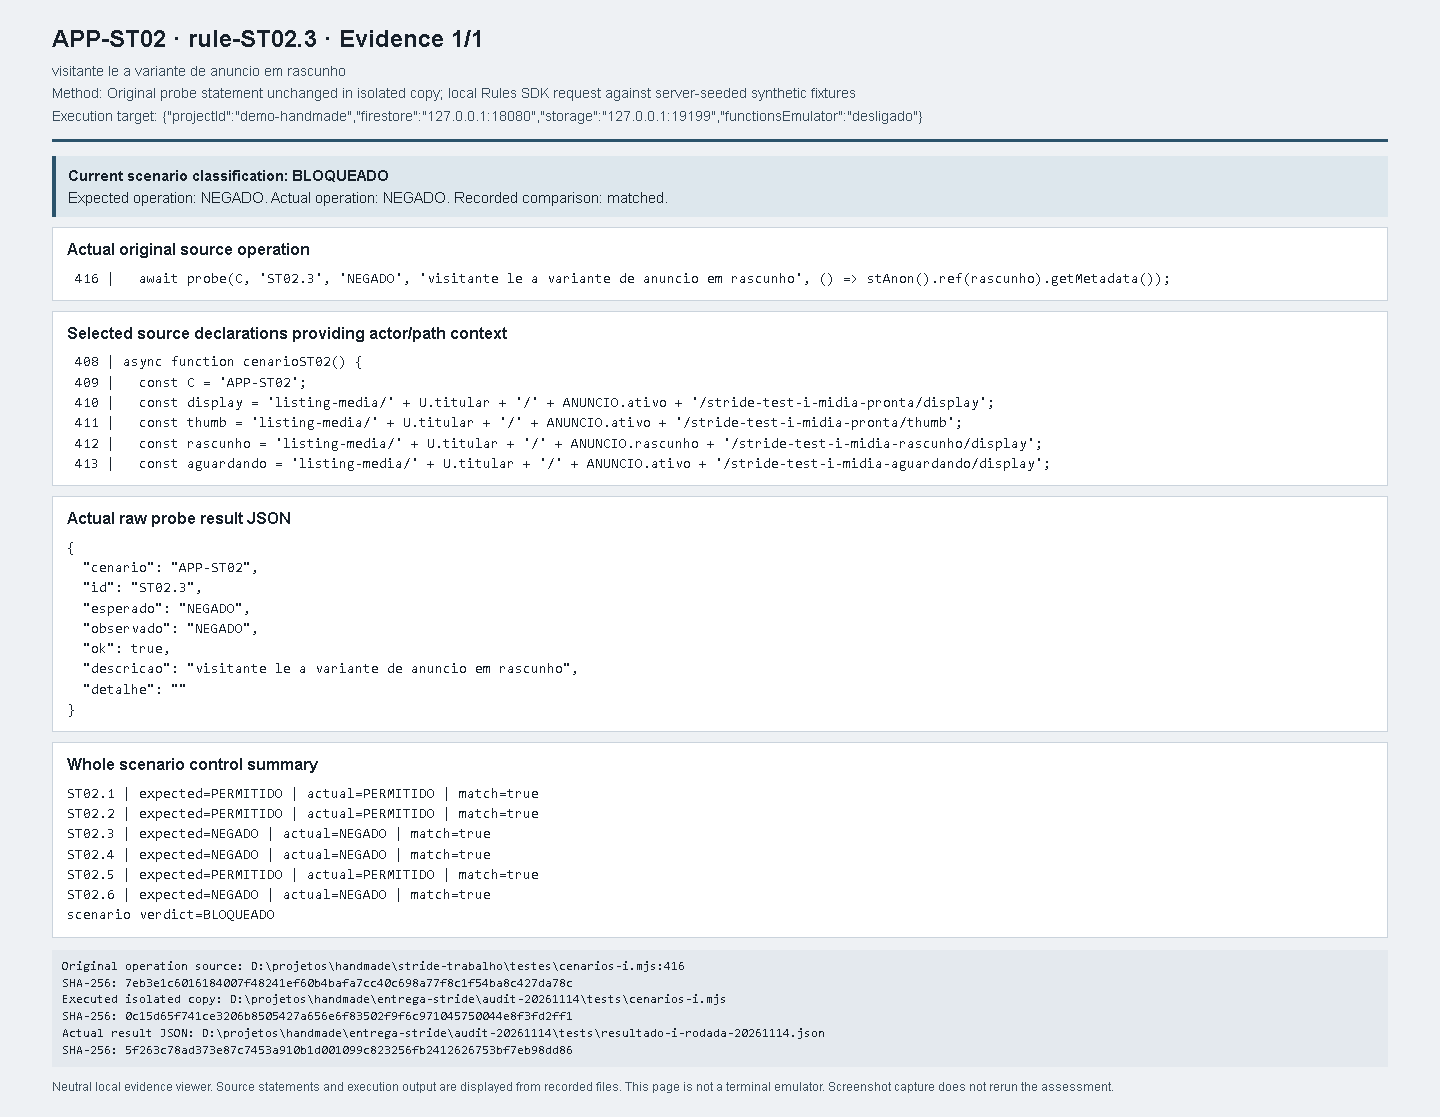 APP-ST02 · rule-ST02.3 · Evidence 1/1
visitante le a variante de anuncio em rascunho
Method: Original probe statement unchanged in isolated copy; local Rules SDK request against server-seeded synthetic fixtures
Execution target: {"projectId":"demo-handmade","firestore":"127.0.0.1:18080","storage":"127.0.0.1:19199","functionsEmulator":"desligado"}
Current scenario classification: BLOQUEADO
Expected operation: NEGADO. Actual operation: NEGADO. Recorded comparison: matched.
Actual original source operation
416 |   await probe(C, 'ST02.3', 'NEGADO', 'visitante le a variante de anuncio em rascunho', () => stAnon().ref(rascunho).getMetadata());
Selected source declarations providing actor/path context
408 | async function cenarioST02() {
409 |   const C = 'APP-ST02';
410 |   const display = 'listing-media/' + U.titular + '/' + ANUNCIO.ativo + '/stride-test-i-midia-pronta/display';
411 |   const thumb = 'listing-media/' + U.titular + '/' + ANUNCIO.ativo + '/stride-test-i-midia-pronta/thumb';
412 |   const rascunho = 'listing-media/' + U.titular + '/' + ANUNCIO.rascunho + '/stride-test-i-midia-rascunho/display';
413 |   const aguardando = 'listing-media/' + U.titular + '/' + ANUNCIO.ativo + '/stride-test-i-midia-aguardando/display';
Actual raw probe result JSON
{
  "cenario": "APP-ST02",
  "id": "ST02.3",
  "esperado": "NEGADO",
  "observado": "NEGADO",
  "ok": true,
  "descricao": "visitante le a variante de anuncio em rascunho",
  "detalhe": ""
}
Whole scenario control summary
ST02.1 | expected=PERMITIDO | actual=PERMITIDO | match=true
ST02.2 | expected=PERMITIDO | actual=PERMITIDO | match=true
ST02.3 | expected=NEGADO | actual=NEGADO | match=true
ST02.4 | expected=NEGADO | actual=NEGADO | match=true
ST02.5 | expected=PERMITIDO | actual=PERMITIDO | match=true
ST02.6 | expected=NEGADO | actual=NEGADO | match=true
scenario verdict=BLOQUEADO
Original operation source: D:\projetos\handmade\stride-trabalho\testes\cenarios-i.mjs:416
SHA-256: 7eb3e1c6016184007f48241ef60b4bafa7cc40c698a77f8c1f54ba8c427da78c
Executed isolated copy: D:\projetos\handmade\entrega-stride\audit-20261114\tests\cenarios-i.mjs
SHA-256: 0c15d65f741ce3206b8505427a656e6f83502f9f6c971045750044e8f3fd2ff1
Actual result JSON: D:\projetos\handmade\entrega-stride\audit-20261114\tests\resultado-i-rodada-20261114.json
SHA-256: 5f263c78ad373e87c7453a910b1d001099c823256fb2412626753bf7eb98dd86
Neutral local evidence viewer. Source statements and execution output are displayed from recorded files. This page is not a terminal emulator. Screenshot capture does not rerun the assessment.